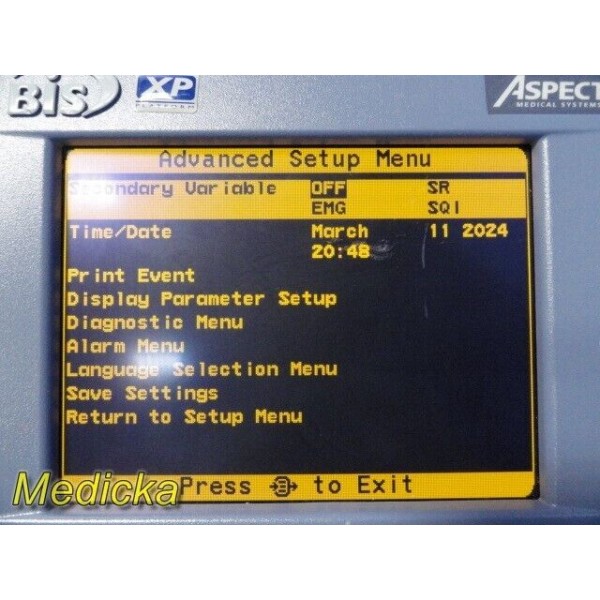 BIS XP PLATFORM ASPECT MEDICAL SYSTEMS
Advanced Setup Menu
Secondary Variable OFF SR
EMG SQI
Time/Date March 11 2024
20:48
Print Event
Display Parameter Setup
Diagnostic Menu
Alarm Menu
Language Selection Menu
Save Settings
Return to Setup Menu
Press to Exit
Medicka